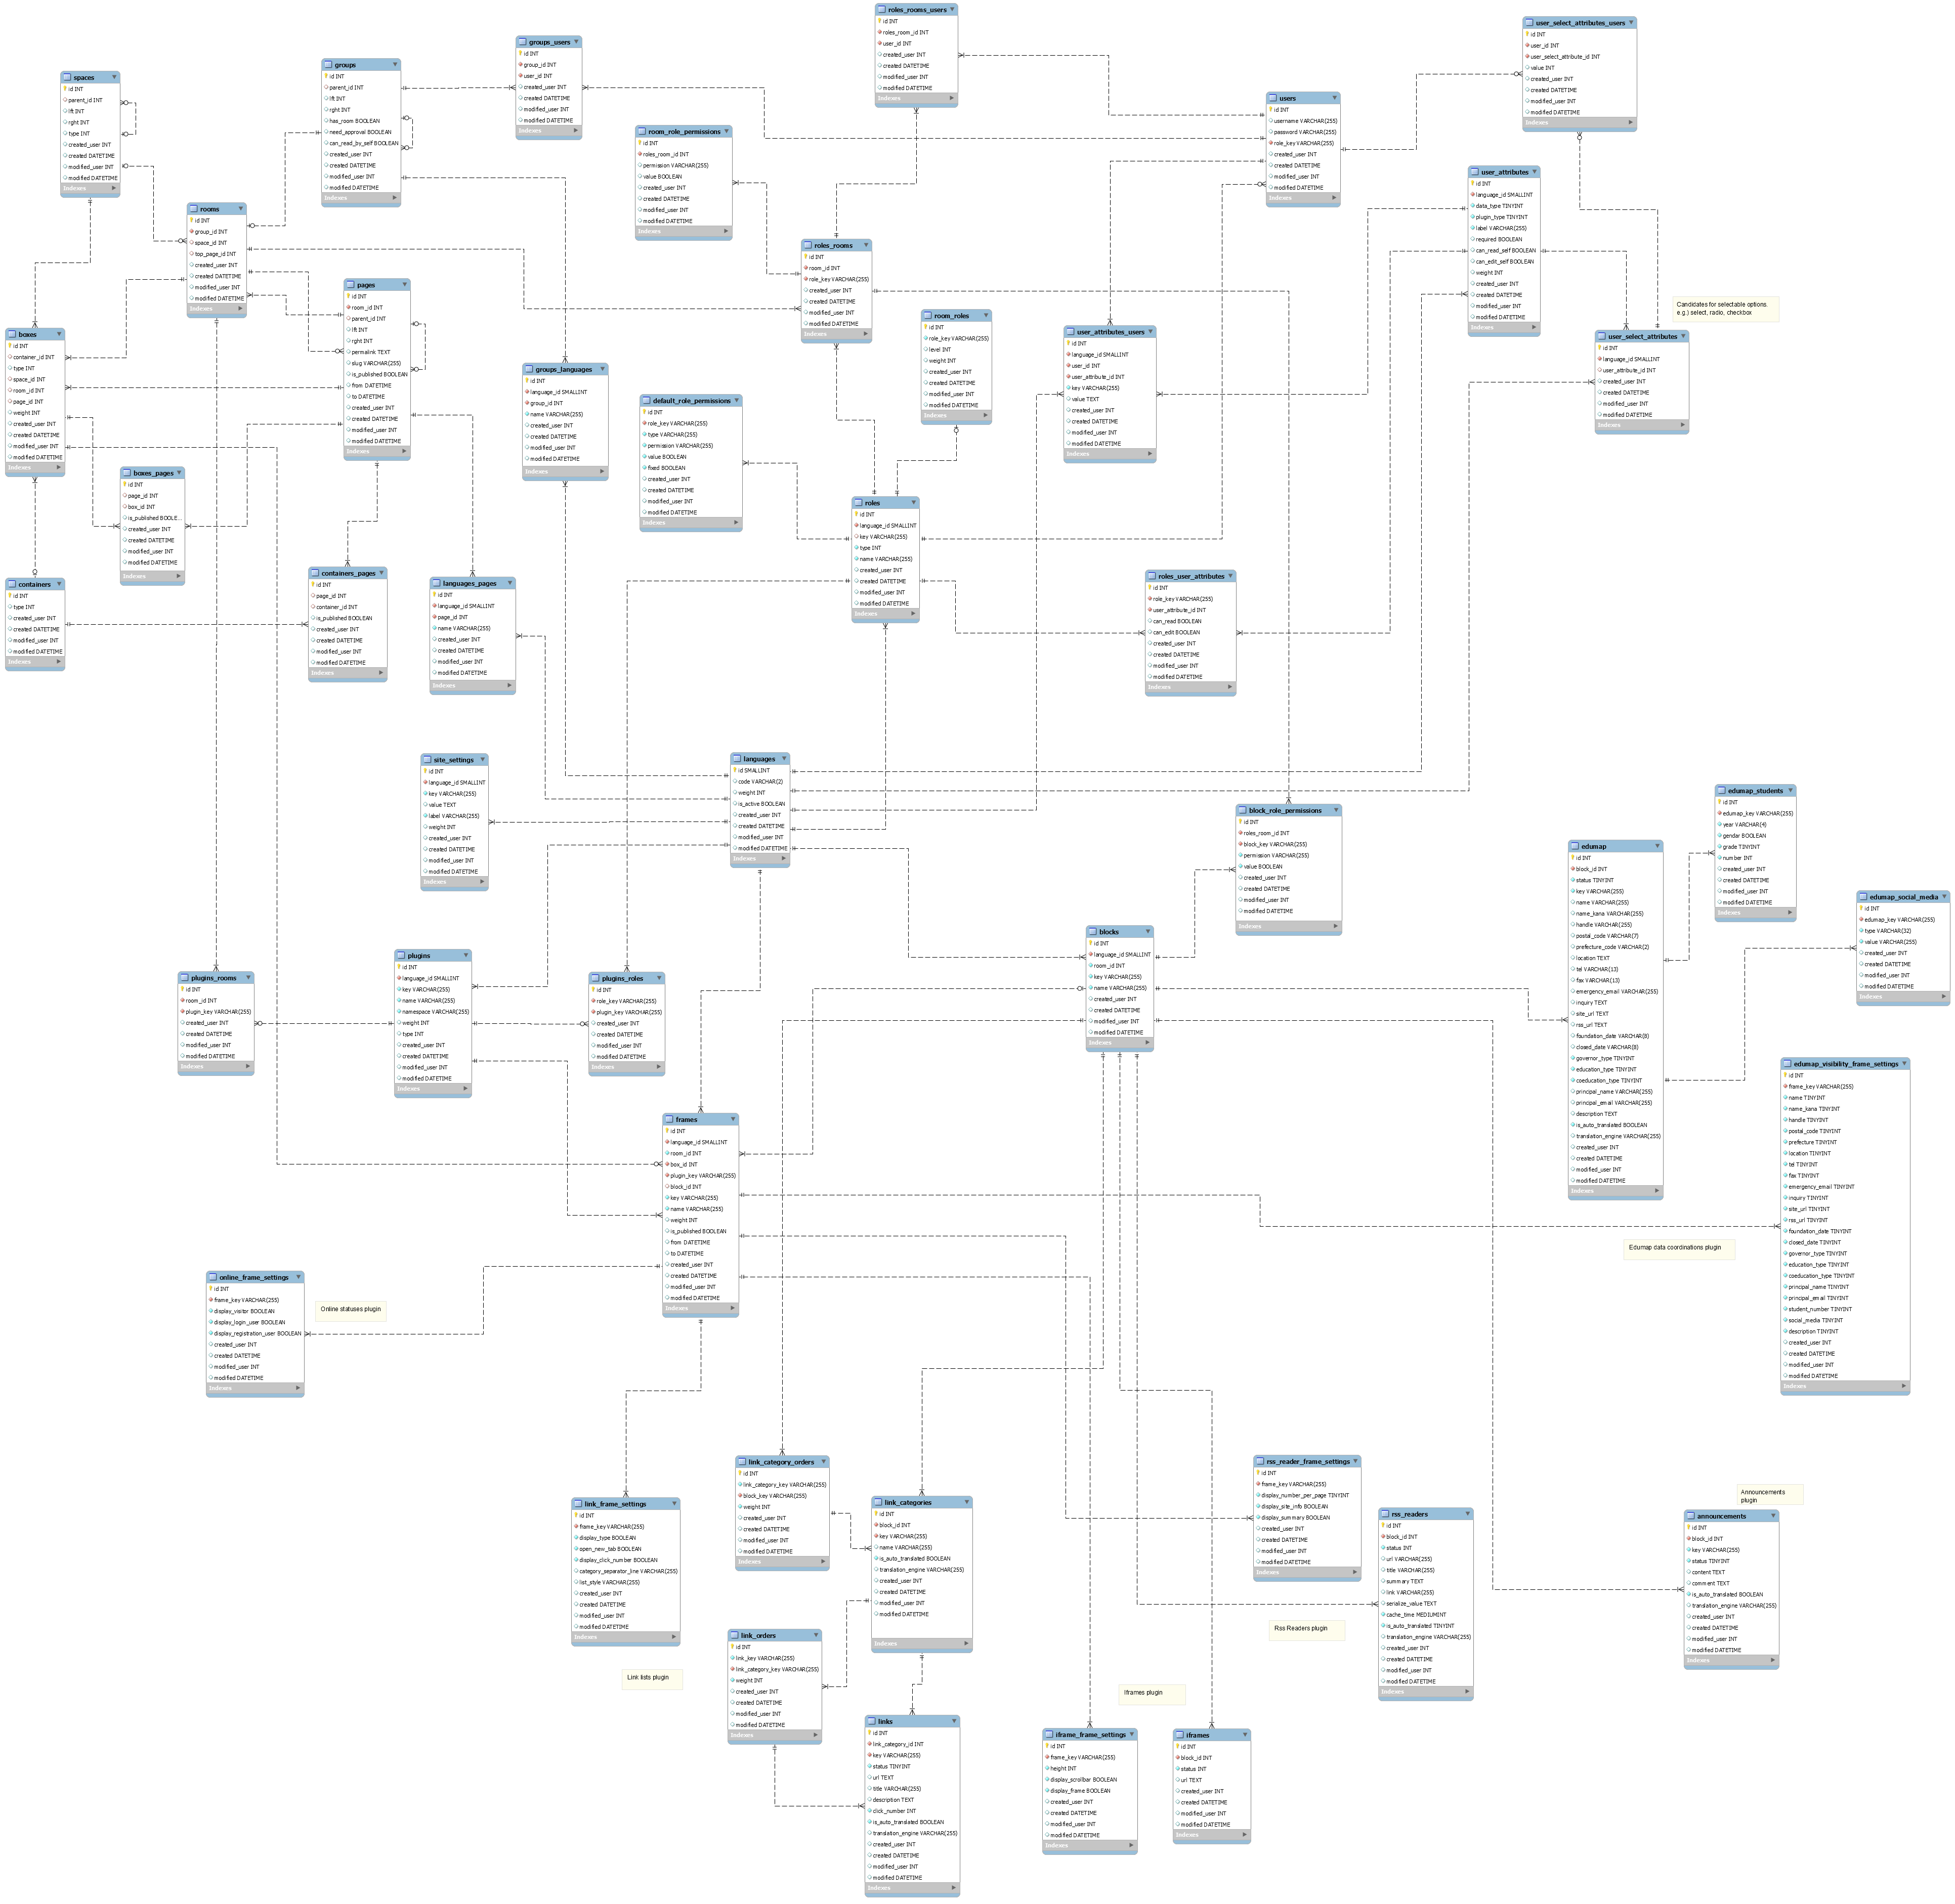 roles_rooms_users
id INT
roles_room_id INT
user_id INT
created_user INT
created DATETIME
modified_user INT
modified DATETIME
Indexes
user_select_attributes_users
id INT
user_id INT
user_select_attribute_id INT
value INT
created_user INT
created DATETIME
modified_user INT
modified DATETIME
Indexes
groups_users
id INT
group_id INT
user_id INT
created_user INT
created DATETIME
modified_user INT
modified DATETIME
Indexes
groups
id INT
parent_id INT
lft INT
rght INT
has_room BOOLEAN
need_approval BOOLEAN
can_read_by_self BOOLEAN
created_user INT
created DATETIME
modified_user INT
modified DATETIME
Indexes
spaces
id INT
parent_id INT
lft INT
rght INT
type INT
created_user INT
created DATETIME
modified_user INT
modified DATETIME
Indexes
users
id INT
username VARCHAR(255)
password VARCHAR(255)
role_key VARCHAR(255)
created_user INT
created DATETIME
modified_user INT
modified DATETIME
Indexes
room_role_permissions
id INT
roles_room_id INT
permission VARCHAR(255)
value BOOLEAN
created_user INT
created DATETIME
modified_user INT
modified DATETIME
Indexes
user_attributes
id INT
language_id SMALLINT
data_type TINYINT
plugin_type TINYINT
label VARCHAR(255)
required BOOLEAN
can_read_self BOOLEAN
can_edit_self BOOLEAN
weight INT
created_user INT
created DATETIME
modified_user INT
modified DATETIME
Indexes
rooms
id INT
group_id INT
space_id INT
top_page_id INT
created_user INT
created DATETIME
modified_user INT
modified DATETIME
Indexes
roles_rooms
id INT
room_id INT
role_key VARCHAR(255)
created_user INT
created DATETIME
modified_user INT
modified DATETIME
Indexes
pages
id INT
room_id INT
parent_id INT
lft INT
rght INT
permalink TEXT
slug VARCHAR(255)
is_published BOOLEAN
from DATETIME
to DATETIME
created_user INT
created DATETIME
modified_user INT
modified DATETIME
Indexes
Candidates for selectable options.
e.g.) select, radio, checkbox
room_roles
id INT
role_key VARCHAR(255)
level INT
weight INT
created_user INT
created DATETIME
modified_user INT
modified DATETIME
Indexes
user_attributes_users
id INT
language_id SMALLINT
user_id INT
user_attribute_id INT
key VARCHAR(255)
value TEXT
created_user INT
created DATETIME
modified_user INT
modified DATETIME
Indexes
user_select_attributes
id INT
language_id SMALLINT
user_attribute_id INT
created_user INT
created DATETIME
modified_user INT
modified DATETIME
Indexes
boxes
id INT
container_id INT
type INT
space_id INT
room_id INT
page_id INT
weight INT
created_user INT
created DATETIME
modified_user INT
modified DATETIME
Indexes
groups_languages
id INT
language_id SMALLINT
group_id INT
name VARCHAR(255)
created_user INT
created DATETIME
modified_user INT
modified DATETIME
Indexes
default_role_permissions
id INT
role_key VARCHAR(255)
type VARCHAR(255)
permission VARCHAR(255)
value BOOLEAN
fixed BOOLEAN
created_user INT
created DATETIME
modified_user INT
modified DATETIME
Indexes
boxes_pages
id INT
page_id INT
box_id INT
is_published BOOLE...
created_user INT
created DATETIME
modified_user INT
modified DATETIME
Indexes
roles
id INT
language_id SMALLINT
key VARCHAR(255)
type INT
name VARCHAR(255)
created_user INT
created DATETIME
modified_user INT
modified DATETIME
Indexes
containers
id INT
type INT
created_user INT
created DATETIME
modified_user INT
modified DATETIME
Indexes
containers_pages
id INT
page_id INT
container_id INT
is_published BOOLEAN
created_user INT
created DATETIME
modified_user INT
modified DATETIME
Indexes
languages_pages
id INT
language_id SMALLINT
page_id INT
name VARCHAR(255)
created_user INT
created DATETIME
modified_user INT
modified DATETIME
Indexes
roles_user_attributes
id INT
role_key VARCHAR(255)
user_attribute_id INT
can_read BOOLEAN
can_edit BOOLEAN
created_user INT
created DATETIME
modified_user INT
modified DATETIME
Indexes
site_settings
id INT
language_id SMALLINT
key VARCHAR(255)
value TEXT
label VARCHAR(255)
weight INT
created_user INT
created DATETIME
modified_user INT
modified DATETIME
Indexes
languages
id SMALLINT
code VARCHAR(2)
weight INT
is_active BOOLEAN
created_user INT
created DATETIME
modified_user INT
modified DATETIME
Indexes
block_role_permissions
id INT
roles_room_id INT
block_key VARCHAR(255)
permission VARCHAR(255)
value BOOLEAN
created_user INT
created DATETIME
modified_user INT
modified DATETIME
Indexes
edumap_students
id INT
edumap_key VARCHAR(255)
year VARCHAR(4)
gendar BOOLEAN
grade TINYINT
number INT
created_user INT
created DATETIME
modified_user INT
modified DATETIME
Indexes
edumap
id INT
block_id INT
status TINYINT
key VARCHAR(255)
name VARCHAR(255)
name_kana VARCHAR(255)
handle VARCHAR(255)
postal_code VARCHAR(7)
prefecture_code VARCHAR(2)
location TEXT
tel VARCHAR(13)
fax VARCHAR(13)
emergency_email VARCHAR(255)
inquiry TEXT
site_url TEXT
rss_url TEXT
foundation_date VARCHAR(8)
closed_date VARCHAR(8)
governor_type TINYINT
education_type TINYINT
coeducation_type TINYINT
principal_name VARCHAR(255)
principal_email VARCHAR(255)
description TEXT
is_auto_translated BOOLEAN
translation_engine VARCHAR(255)
created_user INT
created DATETIME
modified_user INT
modified DATETIME
Indexes
edumap_social_media
id INT
edumap_key VARCHAR(255)
type VARCHAR(32)
value VARCHAR(255)
created_user INT
created DATETIME
modified_user INT
modified DATETIME
Indexes
blocks
id INT
language_id SMALLINT
room_id INT
key VARCHAR(255)
name VARCHAR(255)
created_user INT
created DATETIME
modified_user INT
modified DATETIME
Indexes
plugins_rooms
id INT
room_id INT
plugin_key VARCHAR(255)
created_user INT
created DATETIME
modified_user INT
modified DATETIME
Indexes
plugins
id INT
language_id SMALLINT
key VARCHAR(255)
name VARCHAR(255)
namespace VARCHAR(255)
weight INT
type INT
created_user INT
created DATETIME
modified_user INT
modified DATETIME
Indexes
plugins_roles
id INT
role_key VARCHAR(255)
plugin_key VARCHAR(255)
created_user INT
created DATETIME
modified_user INT
modified DATETIME
Indexes
edumap_visibility_frame_settings
id INT
frame_key VARCHAR(255)
name TINYINT
name_kana TINYINT
handle TINYINT
postal_code TINYINT
prefecture TINYINT
location TINYINT
tel TINYINT
fax TINYINT
emergency_email TINYINT
inquiry TINYINT
site_url TINYINT
rss_url TINYINT
foundation_date TINYINT
closed_date TINYINT
governor_type TINYINT
education_type TINYINT
coeducation_type TINYINT
principal_name TINYINT
principal_email TINYINT
student_number TINYINT
social_media TINYINT
description TINYINT
created_user INT
created DATETIME
modified_user INT
modified DATETIME
Indexes
frames
id INT
language_id SMALLINT
room_id INT
box_id INT
plugin_key VARCHAR(255)
block_id INT
key VARCHAR(255)
name VARCHAR(255)
weight INT
is_published BOOLEAN
from DATETIME
to DATETIME
created_user INT
created DATETIME
modified_user INT
modified DATETIME
Indexes
Edumap data coordinations plugin
online_frame_settings
id INT
frame_key VARCHAR(255)
display_visitor BOOLEAN
display_login_user BOOLEAN
display_registration_user BOOLEAN
created_user INT
created DATETIME
modified_user INT
modified DATETIME
Indexes
Online statuses plugin
link_category_orders
id INT
link_category_key VARCHAR(255)
block_key VARCHAR(255)
weight INT
created_user INT
created DATETIME
modified_user INT
modified DATETIME
Indexes
rss_reader_frame_settings
id INT
frame_key VARCHAR(255)
display_number_per_page TINYINT
display_site_info BOOLEAN
display_summary BOOLEAN
created_user INT
created DATETIME
modified_user INT
modified DATETIME
Indexes
Announcements
plugin
link_frame_settings
id INT
frame_key VARCHAR(255)
display_type BOOLEAN
open_new_tab BOOLEAN
display_click_number BOOLEAN
category_separator_line VARCHAR(255)
list_style VARCHAR(255)
created_user INT
created DATETIME
modified_user INT
modified DATETIME
Indexes
link_categories
id INT
block_id INT
key VARCHAR(255)
name VARCHAR(255)
is_auto_translated BOOLEAN
translation_engine VARCHAR(255)
created_user INT
created DATETIME
modified_user INT
modified DATETIME
Indexes
rss_readers
id INT
block_id INT
status INT
url VARCHAR(255)
title VARCHAR(255)
summary TEXT
link VARCHAR(255)
serialize_value TEXT
cache_time MEDIUMINT
is_auto_translated TINYINT
translation_engine VARCHAR(255)
created_user INT
created DATETIME
modified_user INT
modified DATETIME
Indexes
announcements
id INT
block_id INT
key VARCHAR(255)
status TINYINT
content TEXT
comment TEXT
is_auto_translated BOOLEAN
translation_engine VARCHAR(255)
created_user INT
created DATETIME
modified_user INT
modified DATETIME
Indexes
Rss Readers plugin
link_orders
id INT
link_key VARCHAR(255)
link_category_key VARCHAR(255)
weight INT
created_user INT
created DATETIME
modified_user INT
modified DATETIME
Indexes
Link lists plugin
Iframes plugin
links
id INT
link_category_id INT
key VARCHAR(255)
status TINYINT
url TEXT
title VARCHAR(255)
description TEXT
click_number INT
is_auto_translated BOOLEAN
translation_engine VARCHAR(255)
created_user INT
created DATETIME
modified_user INT
modified DATETIME
Indexes
iframe_frame_settings
id INT
frame_key VARCHAR(255)
height INT
display_scrollbar BOOLEAN
display_frame BOOLEAN
created_user INT
created DATETIME
modified_user INT
modified DATETIME
Indexes
iframes
id INT
block_id INT
status INT
url TEXT
created_user INT
created DATETIME
modified_user INT
modified DATETIME
Indexes